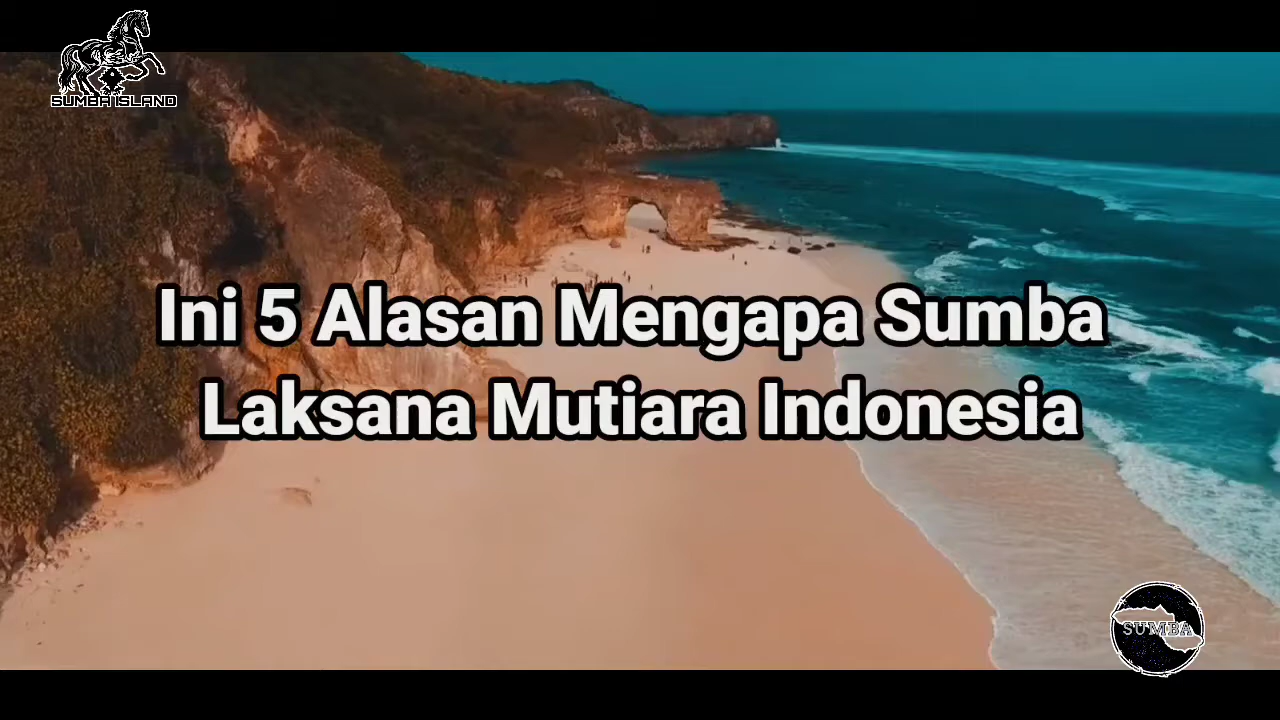 SUMBA ISLAND
Ini 5 Alasan Mengapa Sumba
Laksana Mutiara Indonesia
SUMBA